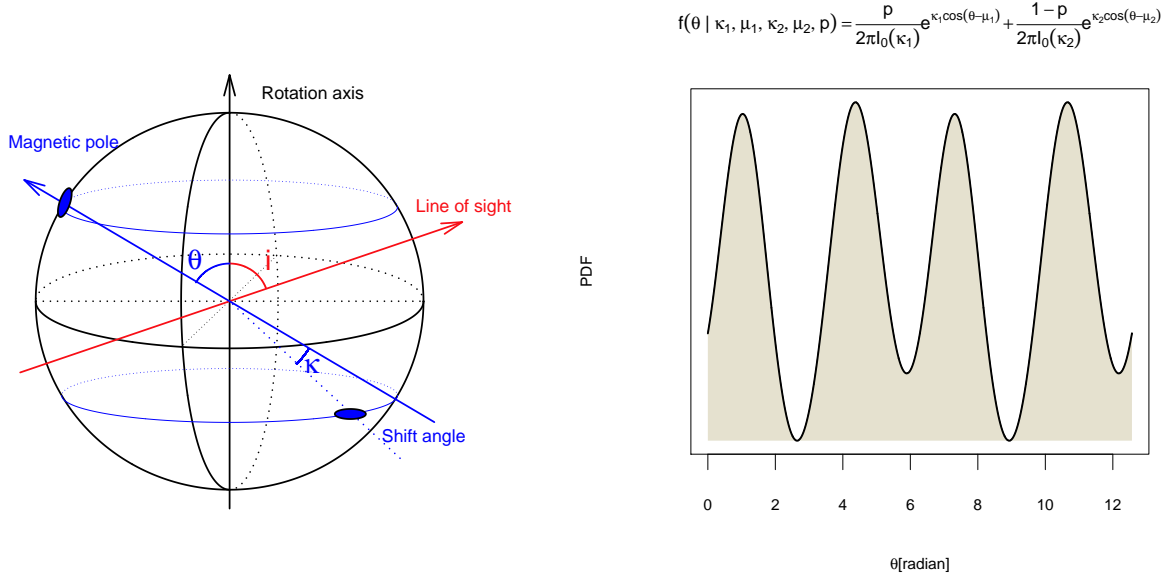 Rotation axis
Magnetic pole
Line of sight
θ
i
κ
Shift angle
f(θ | κ₁, μ₁, κ₂, μ₂, p) = p/(2πI₀(κ₁)) e^(κ₁cos(θ−μ₁)) + (1−p)/(2πI₀(κ₂)) e^(κ₂cos(θ−μ₂))
PDF
0 2 4 6 8 10 12
θ[radian]